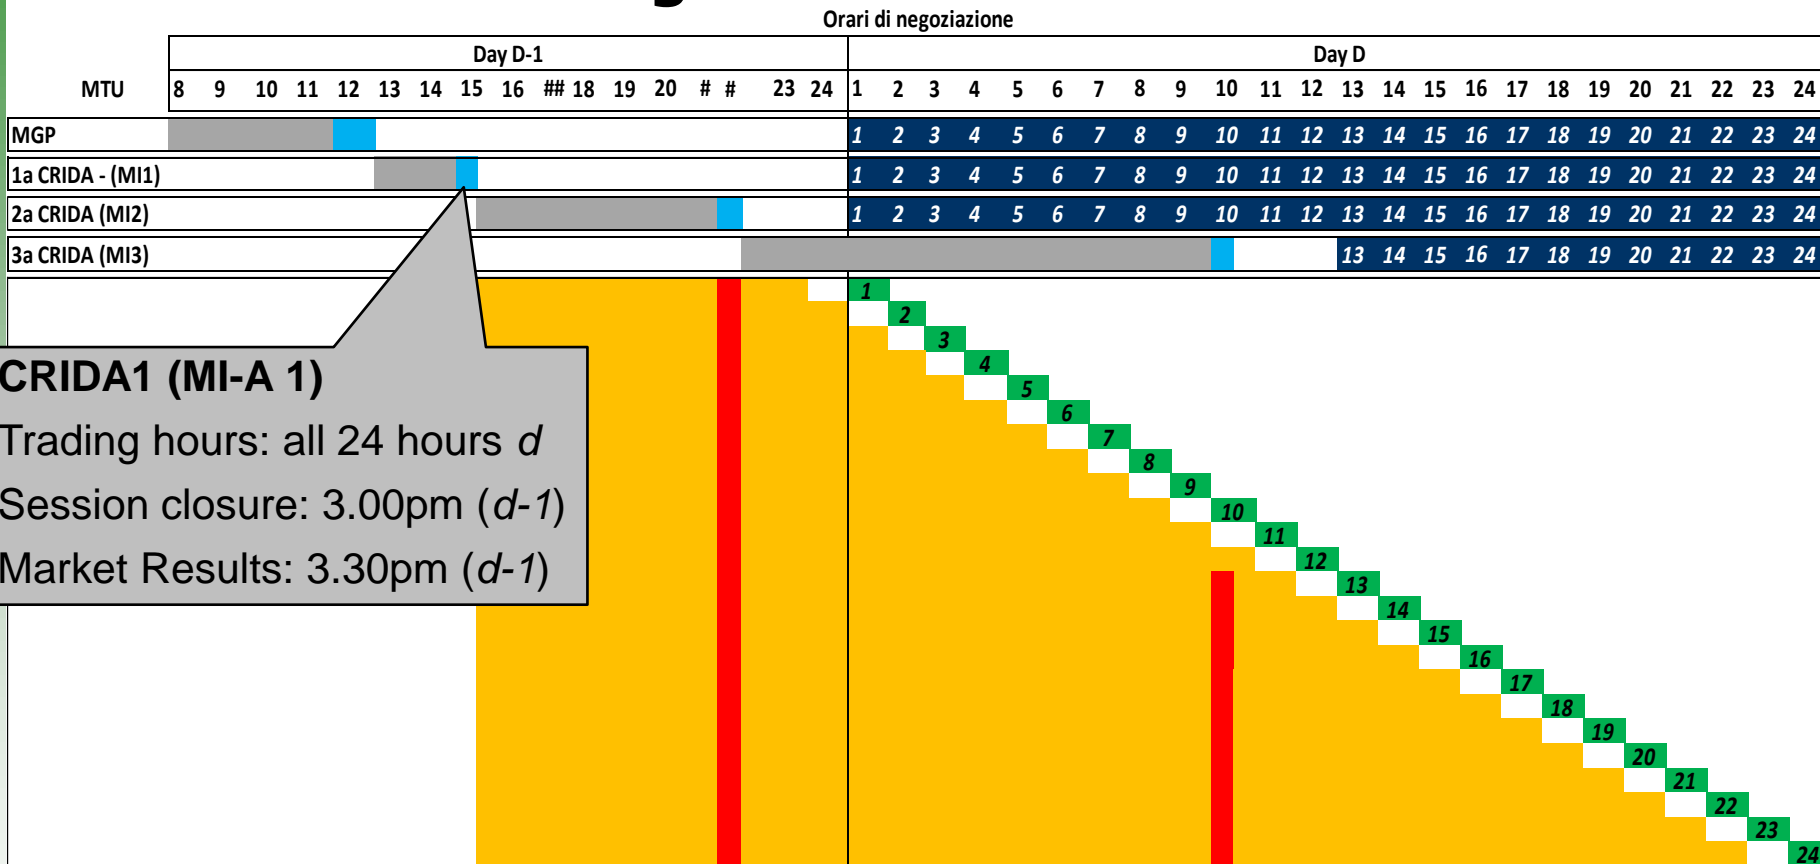 g
Orari di negoziazione
Day D-1 Day D
MTU 8 9 10 11 12 13 14 15 16 ## 18 19 20 # # 23 24 1 2 3 4 5 6 7 8 9 10 11 12 13 14 15 16 17 18 19 20 21 22 23 24
MGP 1 2 3 4 5 6 7 8 9 10 11 12 13 14 15 16 17 18 19 20 21 22 23 24
1a CRIDA - (MI1) 1 2 3 4 5 6 7 8 9 10 11 12 13 14 15 16 17 18 19 20 21 22 23 24
2a CRIDA (MI2) 1 2 3 4 5 6 7 8 9 10 11 12 13 14 15 16 17 18 19 20 21 22 23 24
3a CRIDA (MI3) 13 14 15 16 17 18 19 20 21 22 23 24
CRIDA1 (MI-A 1)
Trading hours: all 24 hours d
Session closure: 3.00pm (d-1)
Market Results: 3.30pm (d-1)
1
2
3
4
5
6
7
8
9
10
11
12
13
14
15
16
17
18
19
20
21
22
23
24